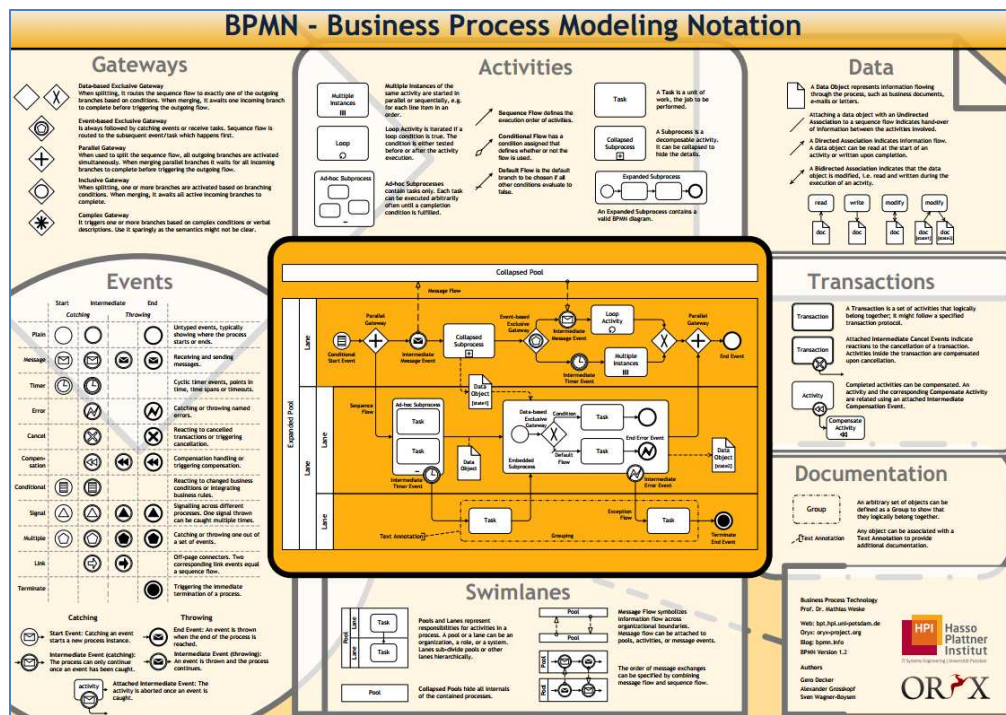 BPMN - Business Process Modeling Notation
Gateways
Data-based Exclusive Gateway
When splitting, it routes the sequence flow to exactly one of the outgoing
branches based on conditions. When merging, it awaits one incoming branch
to complete before triggering the outgoing flow.
Event-based Exclusive Gateway
Is always followed by catching events or receive tasks. Sequence flow is
routed to the subsequent event/task which happens first.
Parallel Gateway
When used to split the sequence flow, all outgoing branches are activated
simultaneously. When merging parallel branches it waits for all incoming
branches to complete before triggering the outgoing flow.
Inclusive Gateway
When splitting, one or more branches are activated based on branching
conditions. When merging, it awaits all active incoming branches to
complete.
Complex Gateway
It triggers one or more branches based on complex conditions or verbal
descriptions. Use it sparingly as the semantics might not be clear.
Activities
Multiple
Instances
Multiple Instances of the
same activity are started
in parallel or sequentially, e.g.
for each line item in an
order.
Loop
Loop Activity is iterated if a
loop condition is true. The
condition is either tested
before or after the activity
execution.
Ad-hoc Subprocess
Ad-hoc Subprocesses
contain tasks only. Each task
can be executed arbitrarily
often until a completion
condition is fulfilled.
Sequence Flow defines the
execution order of activities.
Conditional Flow has a
condition assigned that
defines whether or not the
flow is used.
Default Flow is the default
branch to be chosen if all
other conditions evaluate to
false.
Task
A Task is a unit of
work, the job to be
performed.
Collapsed
Subprocess
A Subprocess is a
decomposable activity.
It can be collapsed to
hide the details.
Expanded Subprocess
An Expanded Subprocess contains a
valid BPMN diagram.
Data
A Data Object represents information flowing
through the process, such as business documents,
e-mails or letters.
Attaching a data object with an Undirected
Association to a sequence flow indicates hand-over
of information between the activities involved.
A Directed Association indicates information flow.
A data object can be read at the start of an
activity or written upon completion.
A Bidirected Association indicates that the data
object is modified, i.e. read and written during the
execution of an activity.
read
write
modify
modify
doc
doc
doc
doc
[state1]
doc
[state2]
Events
Start
Intermediate
End
Catching
Throwing
Plain
Untyped events, typically
showing where the process
starts or ends.
Message
Receiving and sending
messages.
Timer
Cyclic timer events, points in
time, time spans or timeouts.
Error
Catching or throwing named
errors.
Cancel
Reacting to cancelled
transactions or triggering
cancellation.
Compen-
sation
Compensation handling or
triggering compensation.
Conditional
Reacting to changed business
conditions or integrating
business rules.
Signal
Signalling across different
processes. One signal thrown
can be caught multiple times.
Multiple
Catching or throwing one out
of a set of events.
Link
Off-page connectors. Two
corresponding link events equal
a sequence flow.
Terminate
Triggering the immediate
termination of a process.
Catching
Throwing
Start Event: Catching an event
starts a new process instance.
End Event: An event is thrown
when the end of the process is
reached.
Intermediate Event (catching):
The process can only continue
once an event has been caught.
Intermediate Event (throwing):
An event is thrown and the process
continues.
activity
Attached Intermediate Event: The
activity is aborted once an event is
caught.
Collapsed Pool
Message Flow
Expanded Pool
Lane
Lane
Lane
Lane
Conditional
Start Event
Parallel
Gateway
Intermediate
Message Event
Collapsed
Subprocess
Event-based
Exclusive
Gateway
Intermediate
Message Event
Loop
Activity
Intermediate
Timer Event
Multiple
Instances
Parallel
Gateway
End Event
Sequence
Flow
Ad-hoc Subprocess
Task
Task
Intermediate
Timer Event
Data
Object
[state1]
Data
Object
Data-based
Exclusive
Gateway
Condition
Default
Flow
Embedded
Subprocess
Task
Task
End Error Event
Intermediate
Error Event
Data
Object
[state2]
Text Annotation
Task
Grouping
Exception
Flow
Task
Terminate
End Event
Transactions
Transaction
A Transaction is a set of activities that logically
belong together; it might follow a specified
transaction protocol.
Transaction
Attached Intermediate Cancel Events indicate
reactions to the cancellation of a transaction.
Activities inside the transaction are compensated
upon cancellation.
Activity
Compensate
Activity
Completed activities can be compensated. An
activity and the corresponding Compensate Activity
are related using an attached Intermediate
Compensation Event.
Documentation
Group
An arbitrary set of objects can be
defined as a Group to show that
they logically belong together.
Text Annotation
Any object can be associated with a
Text Annotation to provide
additional documentation.
Swimlanes
Pool
Lane
Lane
Task
Task
Pools and Lanes represent
responsibilities for activities in a
process. A pool or a lane can be an
organization, a role, or a system.
Lanes sub-divide pools or other
lanes hierarchically.
Pool
Collapsed Pools hide all internals
of the contained processes.
Pool
Pool
Message Flow symbolizes
information flow across
organizational boundaries.
Message flow can be attached
to pools, activities, or message events.
Pool
Pool
The order of message exchanges
can be specified by combining
message flow and sequence flow.
Business Process Technology
Prof. Dr. Mathias Weske
Web: bpt.hpi.uni-potsdam.de
Oryx: oryx-project.org
Blog: bpmn.info
BPMN Version 1.2
Authors
Gero Decker
Alexander Grosskopf
Sven Wagner-Boysen
HPI
Hasso
Plattner
Institut
IT Systems Engineering | Universität Potsdam
ORYX